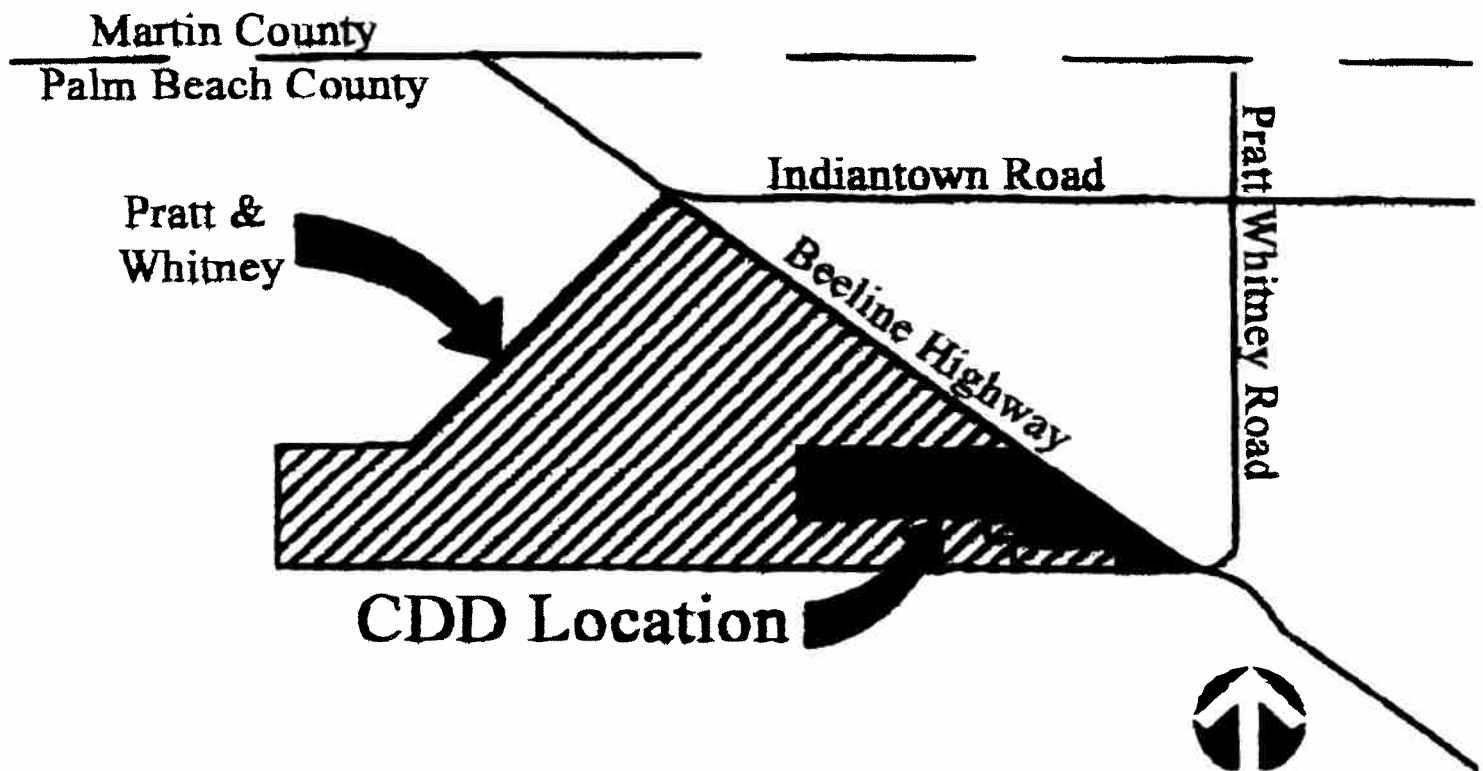 Martin County
Palm Beach County
Indiantown Road
Pratt Whitney Road
Pratt &
Whitney
Beeline Highway
CDD Location